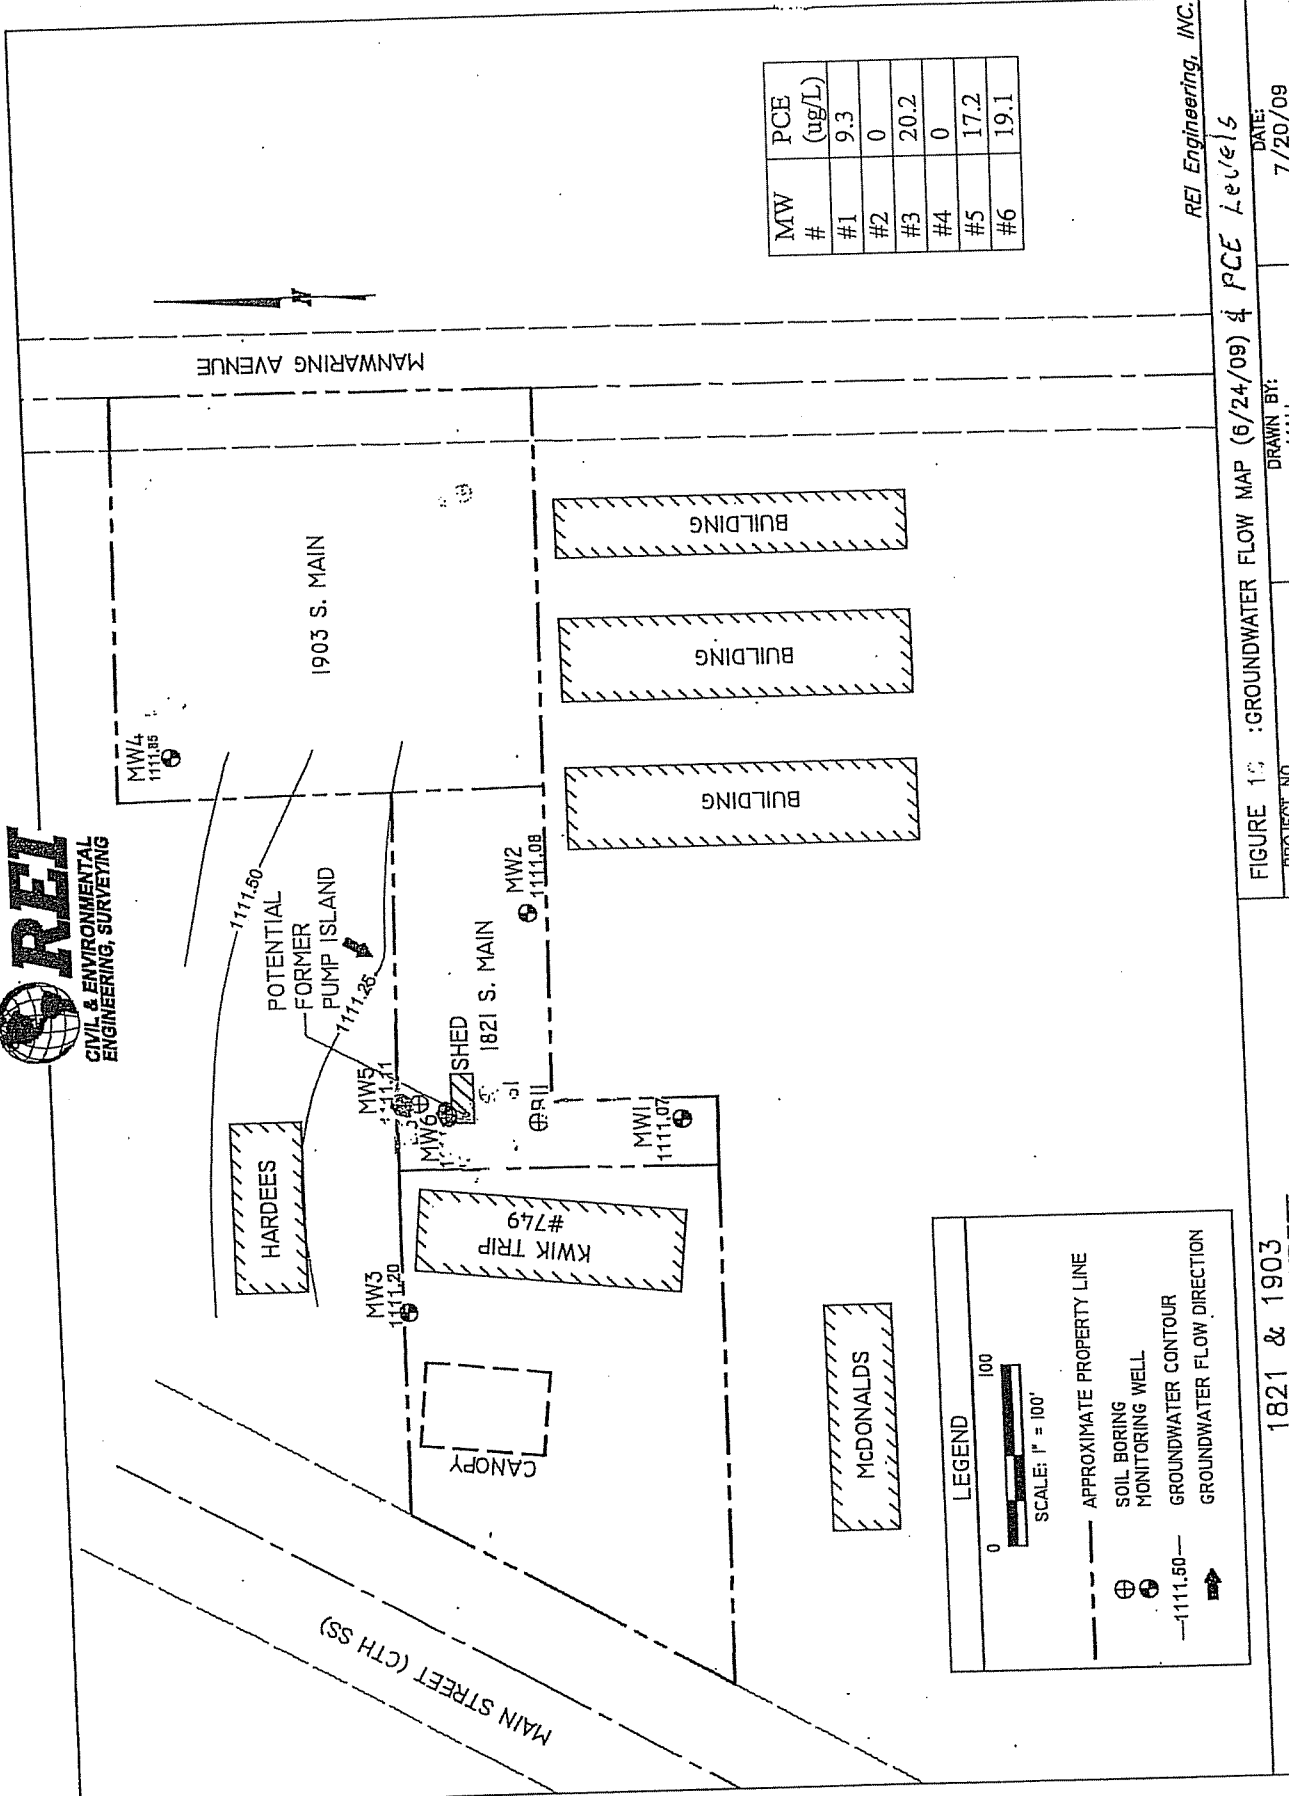 REI
CIVIL & ENVIRONMENTAL
ENGINEERING, SURVEYING
MW4
1111.85
1903 S. MAIN
MANWARING AVENUE
N
1111.50
POTENTIAL
FORMER
PUMP ISLAND
1111.25
HARDEES
MW5
MW6
SHED
1821 S. MAIN
MW2
1111.08
MW3
1111.20
MW1
1111.07
KWIK TRIP
#749
CANOPY
MAIN STREET (CTH SS)
McDONALDS
BUILDING
BUILDING
BUILDING
MW
#
PCE
(ug/L)
#1 9.3
#2 0
#3 20.2
#4 0
#5 17.2
#6 19.1
LEGEND
0 100
SCALE: 1" = 100'
APPROXIMATE PROPERTY LINE
SOIL BORING
MONITORING WELL
—1111.50— GROUNDWATER CONTOUR
GROUNDWATER FLOW DIRECTION
REI Engineering, INC.
1821 & 1903
:GROUNDWATER FLOW MAP (6/24/09) & PCE Levels
FIGURE
PROJECT NO.
DRAWN BY:
DATE:
7/20/09